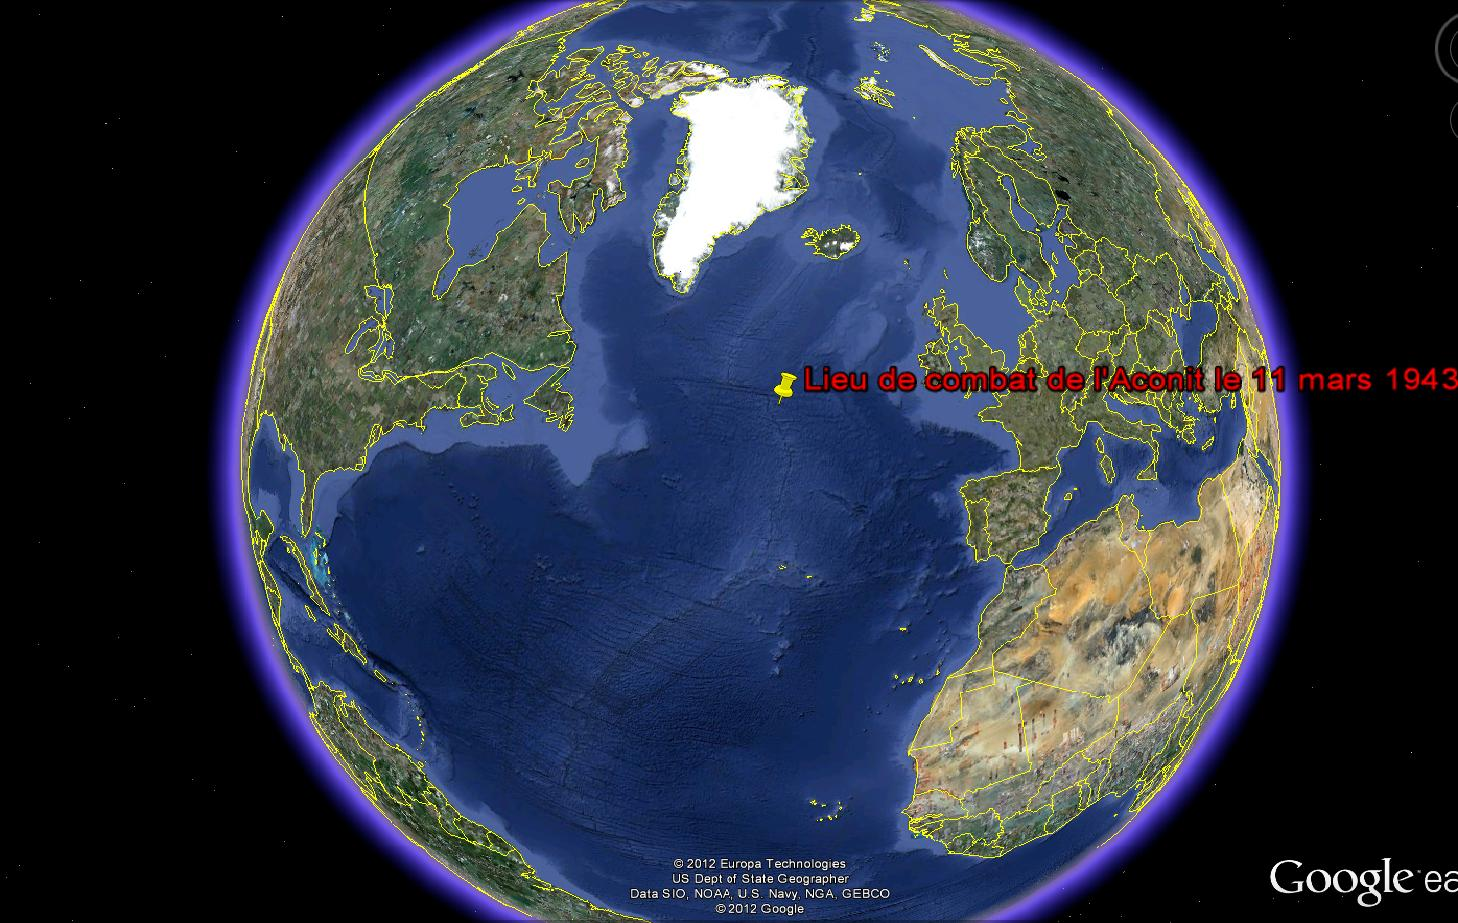 Lieu de combat de l'Aconit le 11 mars 1943
© 2012 Europa Technologies
US Dept of State Geographer
Data SIO, NOAA, U.S. Navy, NGA, GEBCO
© 2012 Google
Google ea